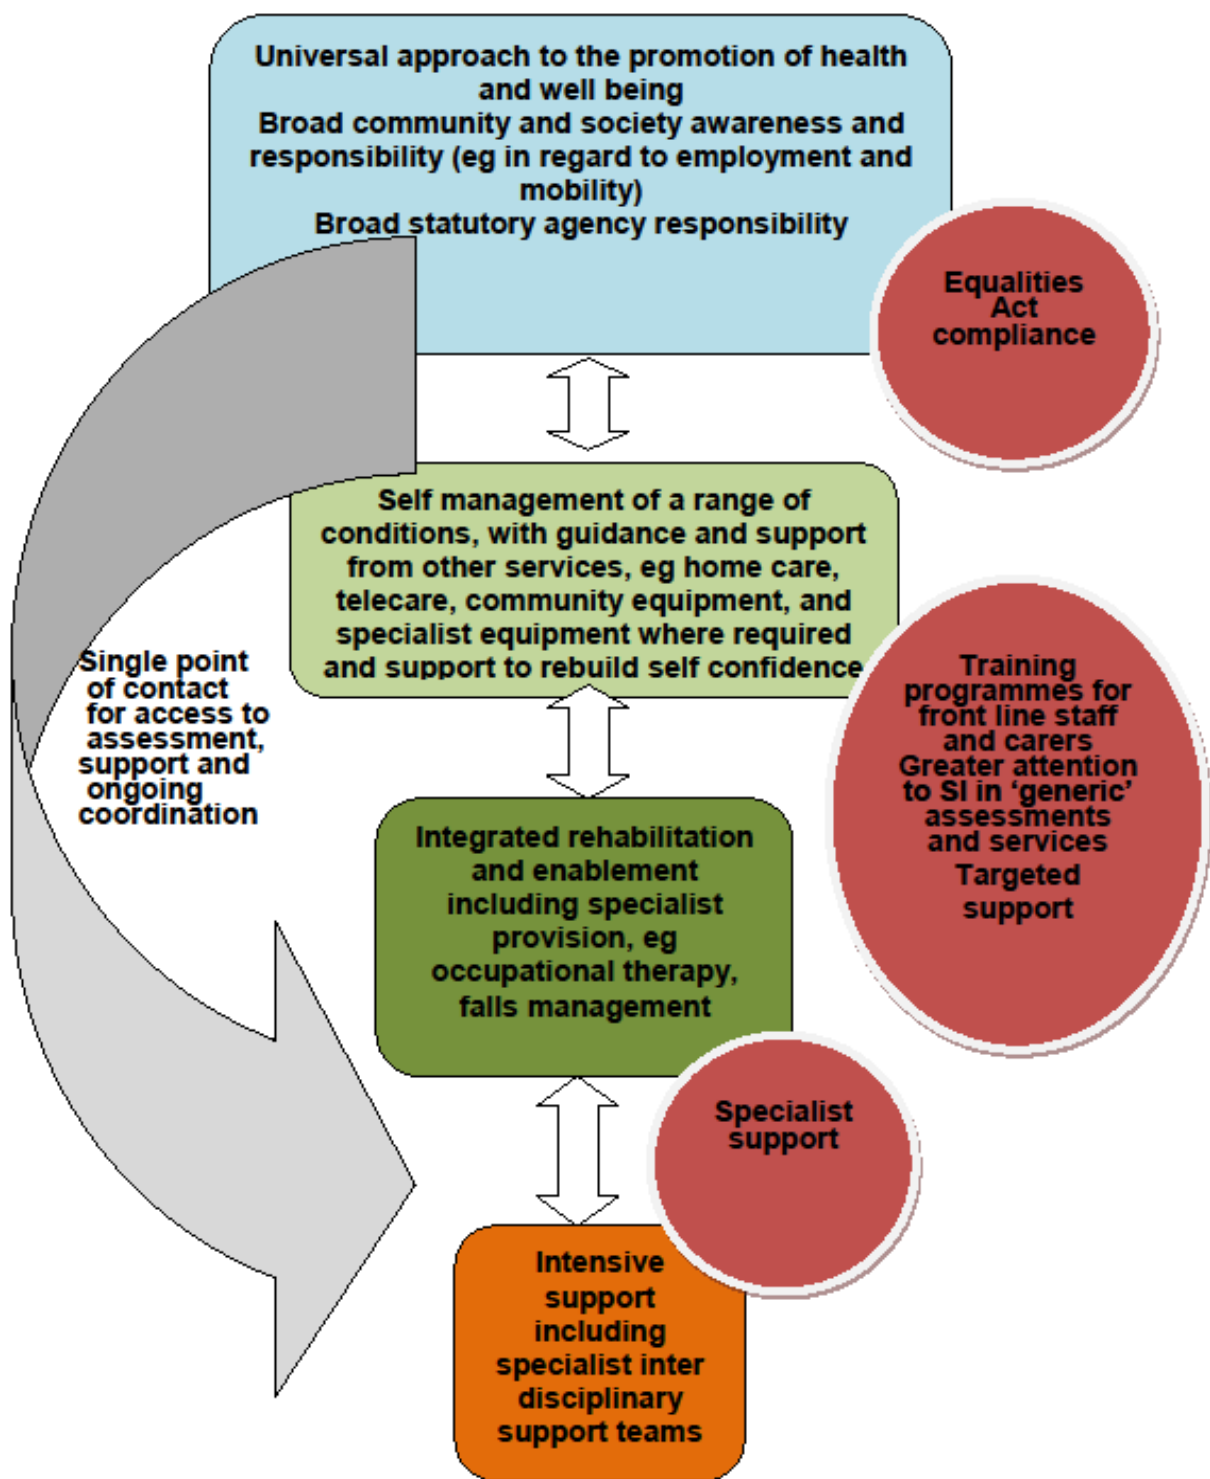 Universal approach to the promotion of health
and well being
Broad community and society awareness and
responsibility (eg in regard to employment and
mobility)
Broad statutory agency responsibility
Equalities
Act
compliance
Self management of a range of
conditions, with guidance and support
from other services, eg home care,
telecare, community equipment, and
specialist equipment where required
and support to rebuild self confidence
Single point
of contact
for access to
assessment,
support and
ongoing
coordination
Training
programmes for
front line staff
and carers
Greater attention
to SI in ‘generic’
assessments
and services
Targeted
support
Integrated rehabilitation
and enablement
including specialist
provision, eg
occupational therapy,
falls management
Specialist
support
Intensive
support
including
specialist inter
disciplinary
support teams